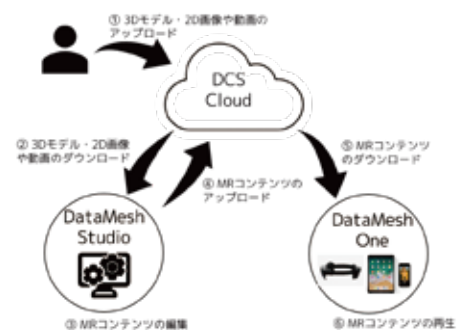 ① 3Dモデル・2D画像や動画の
アップロード
DCS
Cloud
② 3Dモデル・2D画像
や動画のダウンロード
④ MRコンテンツの
アップロード
⑤ MRコンテンツ
のダウンロード
DataMesh
Studio
③ MRコンテンツの編集
DataMesh
One
⑥ MRコンテンツの再生